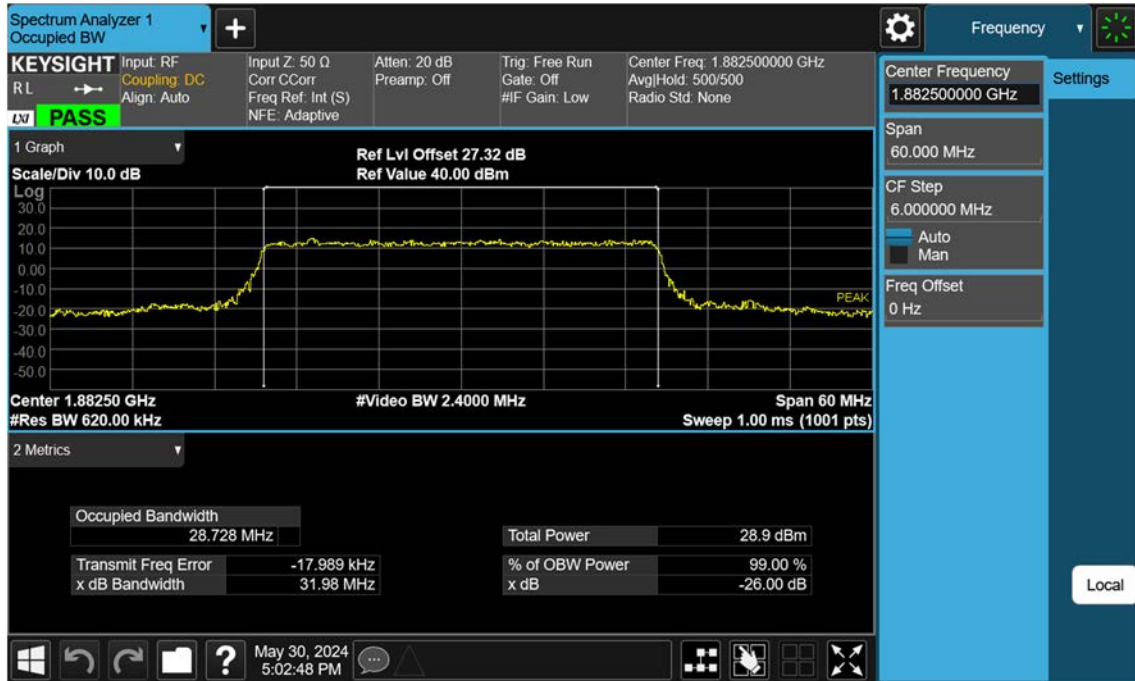 Spectrum Analyzer 1
Occupied BW
+
Frequency
KEYSIGHT
R L
LXI
PASS
Input: RF
Coupling: DC
Align: Auto
Input Z: 50 Ω
Corr CCorr
Freq Ref: Int (S)
NFE: Adaptive
Atten: 20 dB
Preamp: Off
Trig: Free Run
Gate: Off
#IF Gain: Low
Center Freq: 1.882500000 GHz
Avg|Hold: 500/500
Radio Std: None
Center Frequency
1.882500000 GHz
Settings
Span
60.000 MHz
CF Step
6.000000 MHz
Auto
Man
Freq Offset
0 Hz
Local
1 Graph
Scale/Div 10.0 dB
Ref Lvl Offset 27.32 dB
Ref Value 40.00 dBm
Log
30.0
20.0
10.0
0.00
-10.0
-20.0
-30.0
-40.0
-50.0
PEAK
Center 1.88250 GHz
#Video BW 2.4000 MHz
Span 60 MHz
#Res BW 620.00 kHz
Sweep 1.00 ms (1001 pts)
2 Metrics
Occupied Bandwidth
28.728 MHz
Total Power 28.9 dBm
Transmit Freq Error -17.989 kHz
% of OBW Power 99.00 %
x dB Bandwidth 31.98 MHz
x dB -26.00 dB
?
May 30, 2024
5:02:48 PM